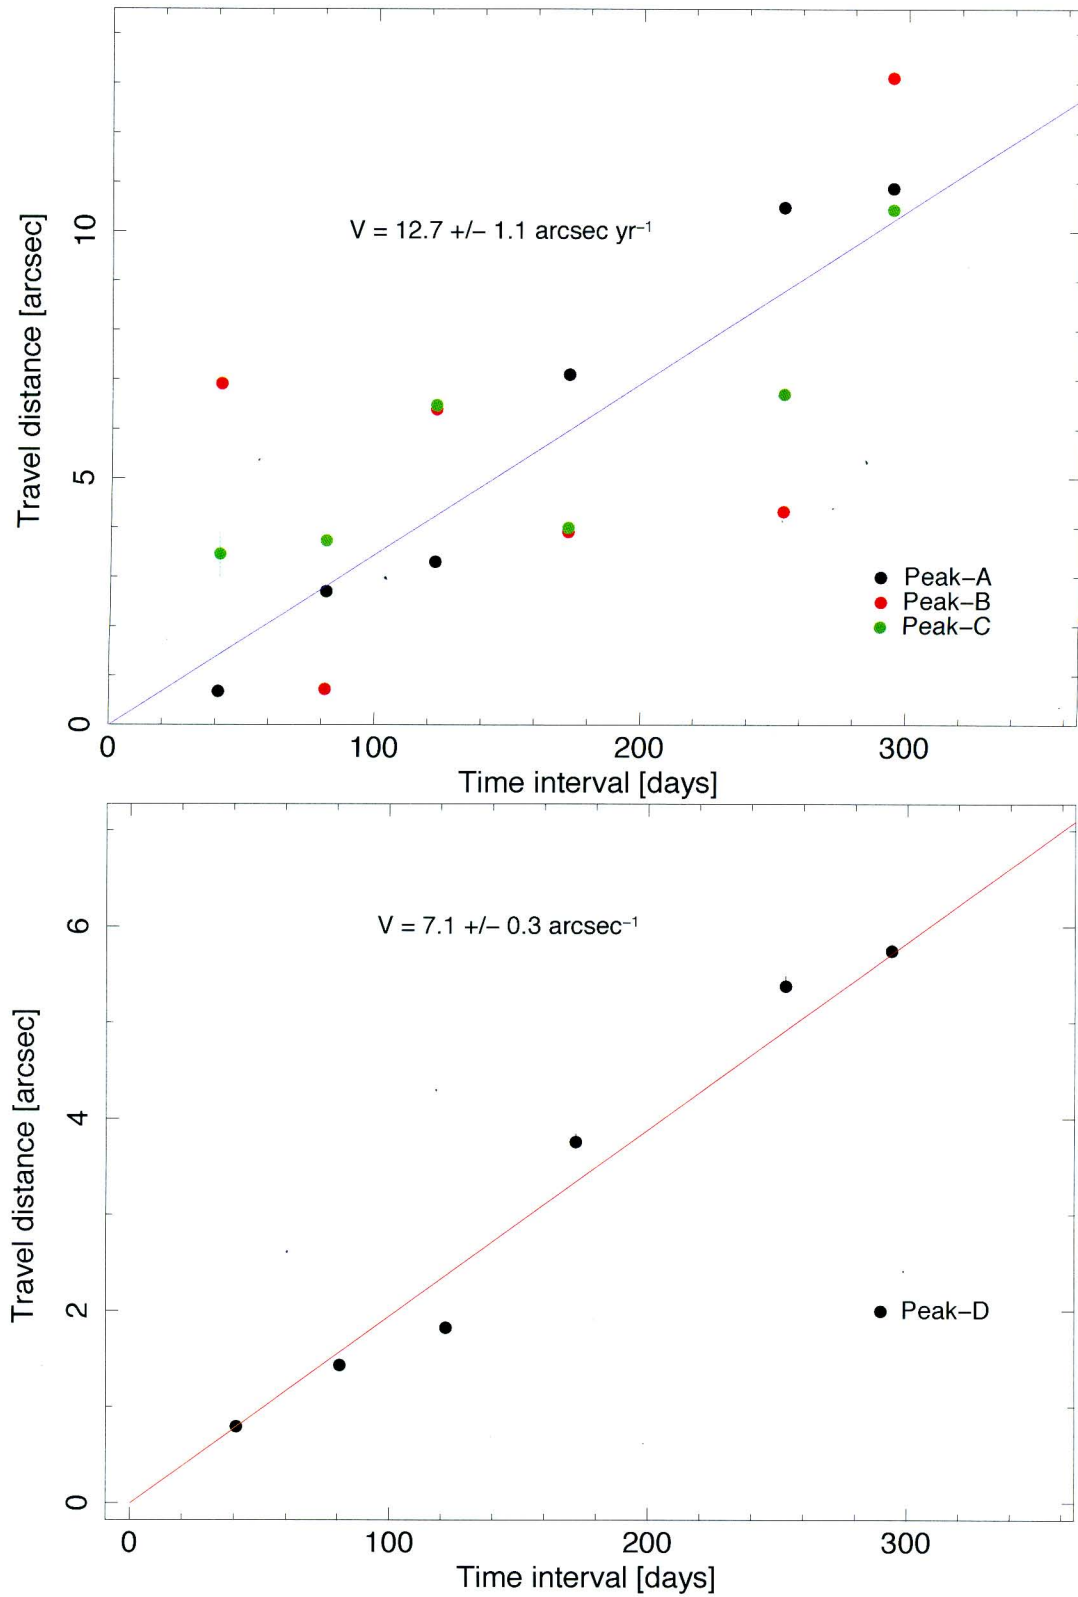 10
5
0
Travel distance [arcsec]
V = 12.7 +/− 1.1 arcsec yr⁻¹
Peak−A
Peak−B
Peak−C
0 100 200 300
Time interval [days]
6
4
2
0
Travel distance [arcsec]
V = 7.1 +/− 0.3 arcsec⁻¹
Peak−D
0 100 200 300
Time interval [days]